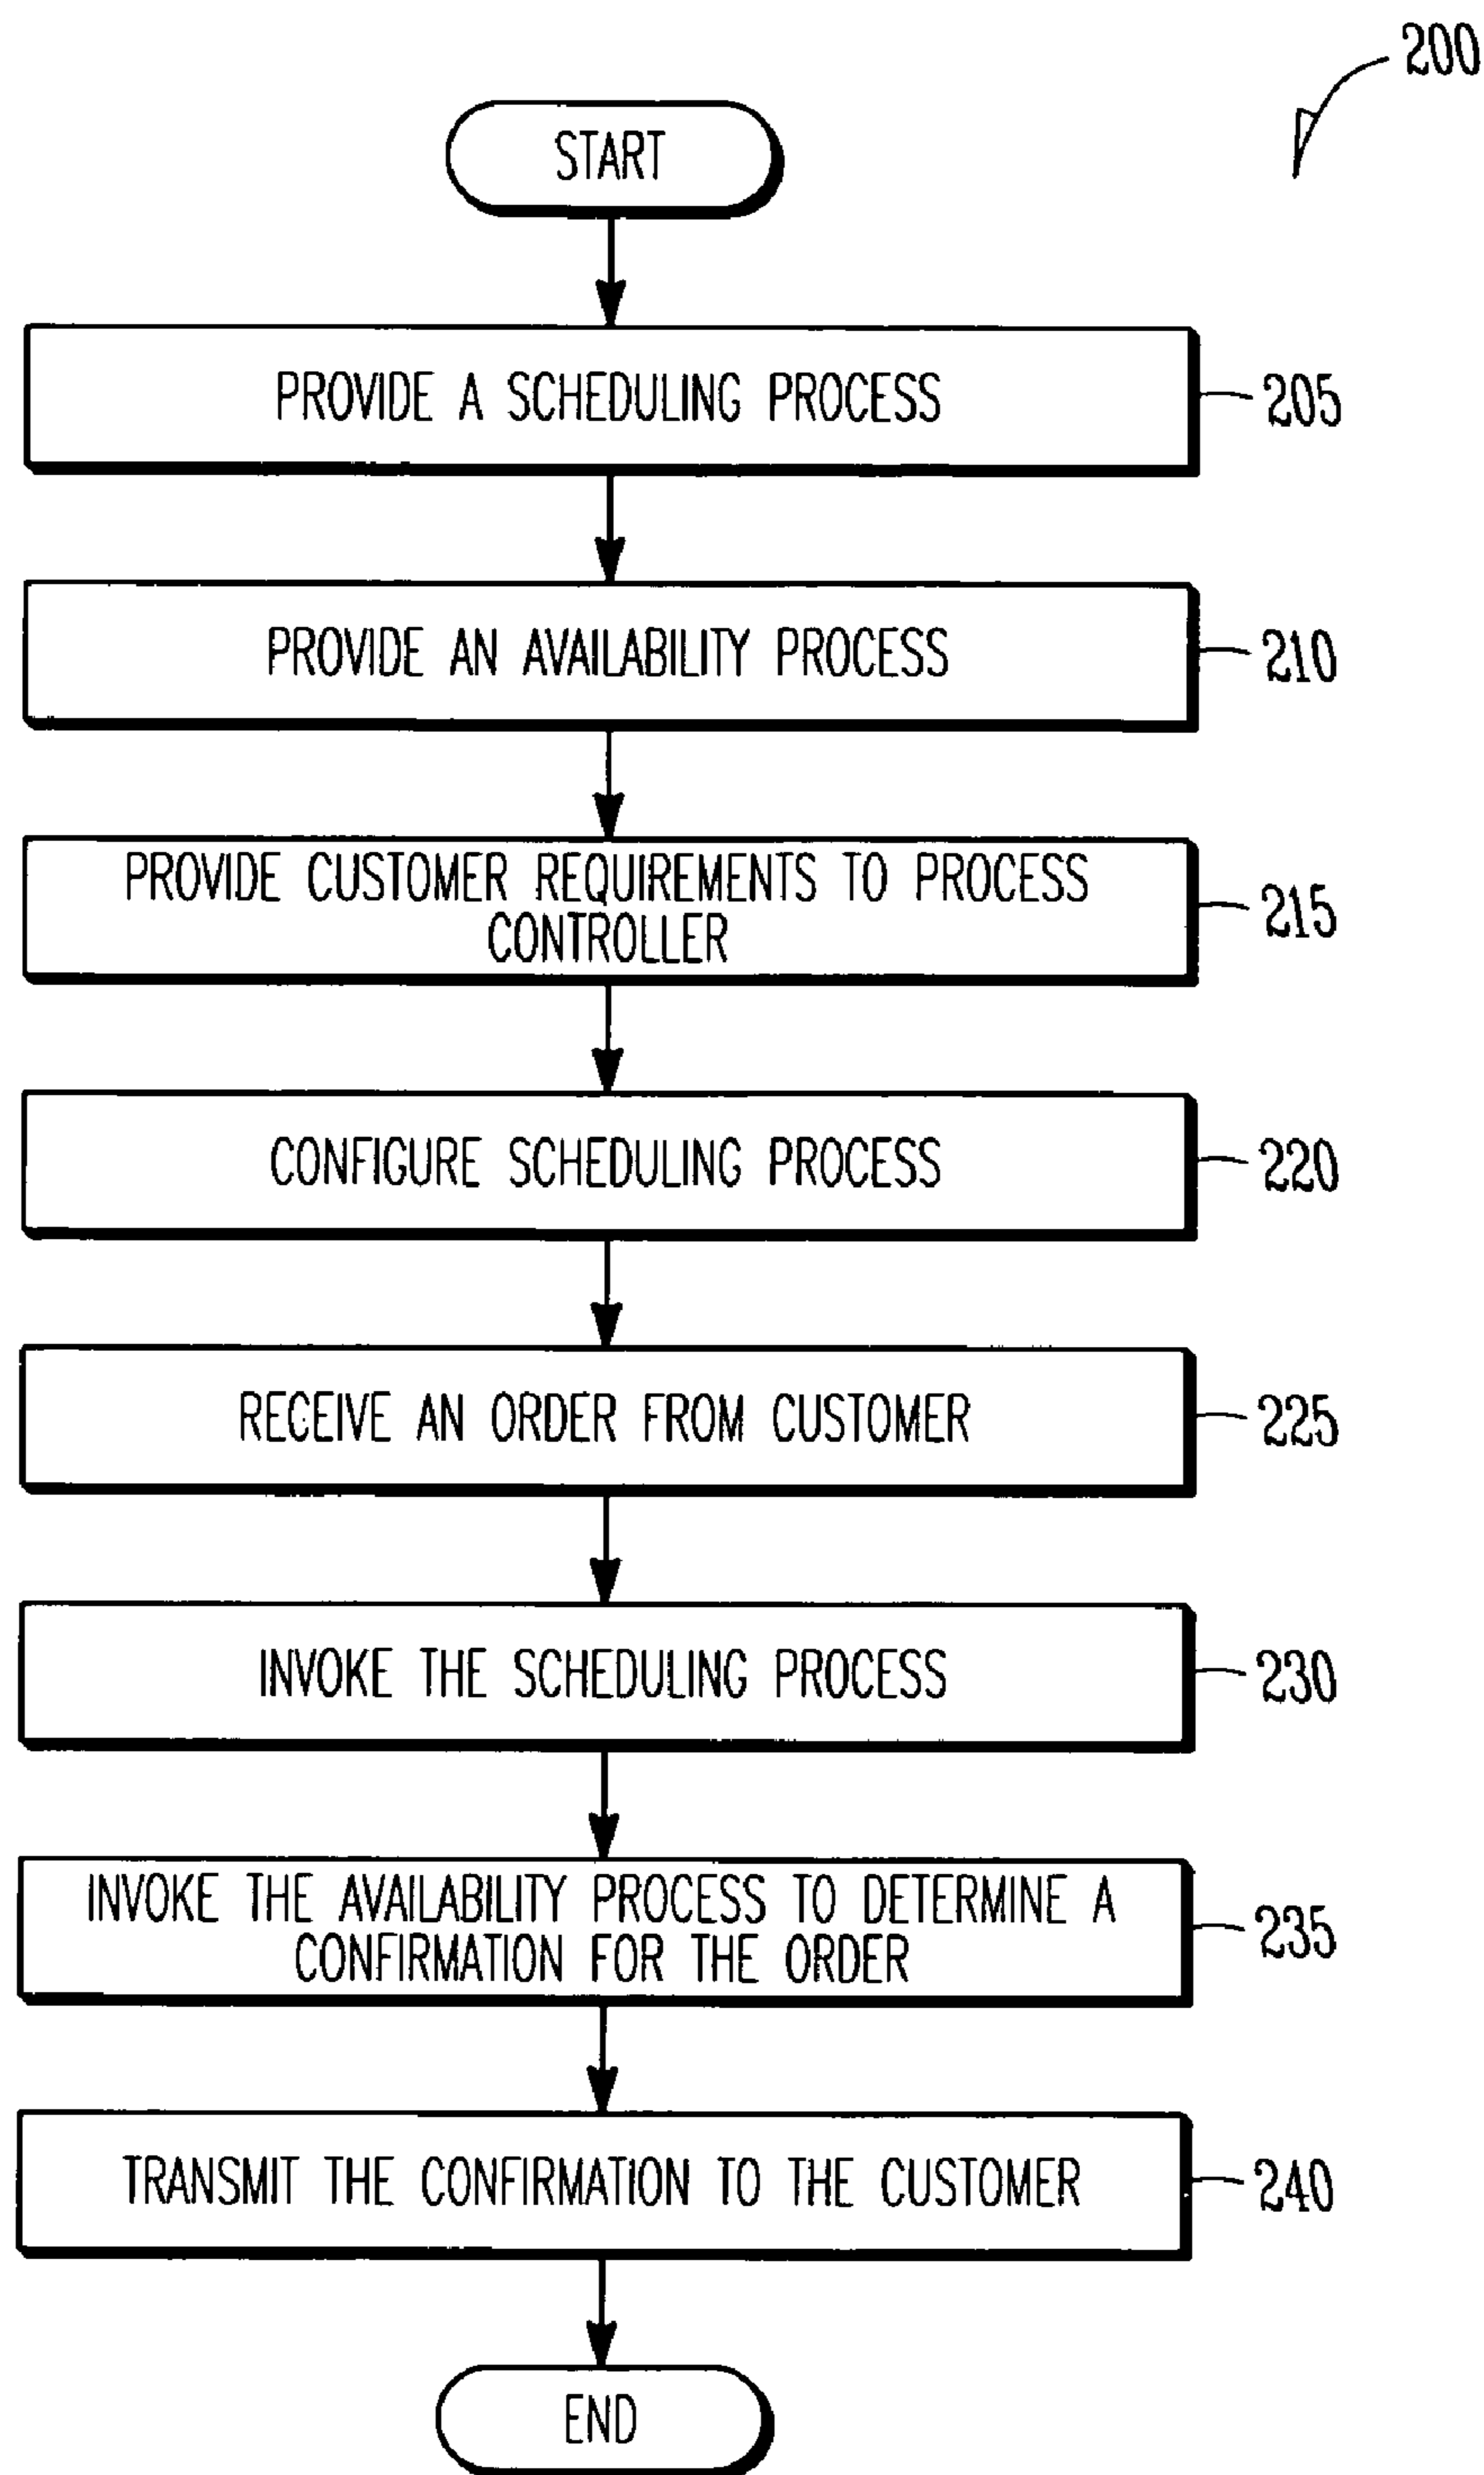 200
START
PROVIDE A SCHEDULING PROCESS
205
PROVIDE AN AVAILABILITY PROCESS
210
PROVIDE CUSTOMER REQUIREMENTS TO PROCESS
CONTROLLER
215
CONFIGURE SCHEDULING PROCESS
220
RECEIVE AN ORDER FROM CUSTOMER
225
INVOKE THE SCHEDULING PROCESS
230
INVOKE THE AVAILABILITY PROCESS TO DETERMINE A
CONFIRMATION FOR THE ORDER
235
TRANSMIT THE CONFIRMATION TO THE CUSTOMER
240
END